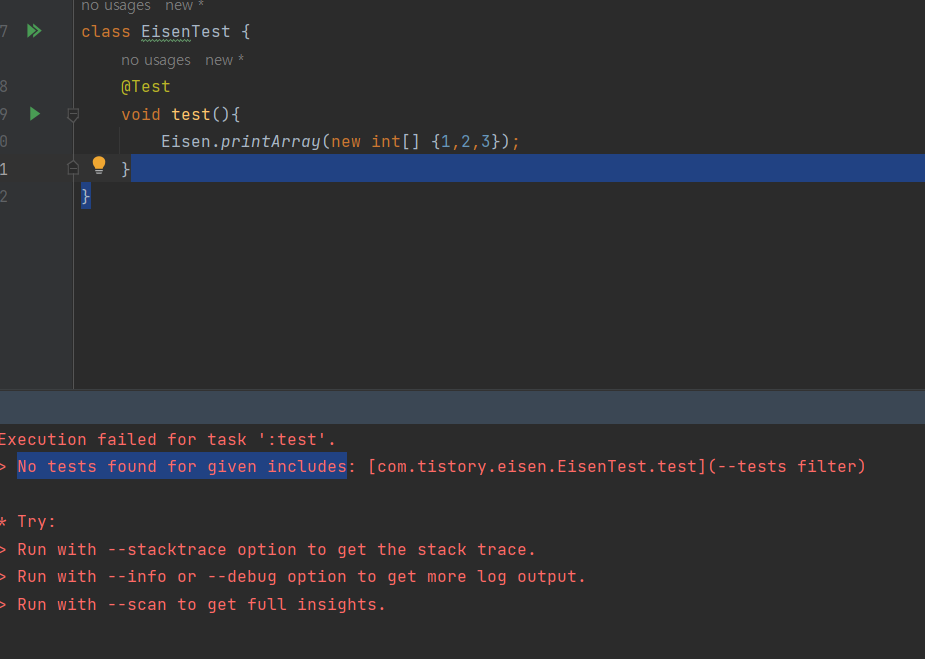 no usages new *
7
class EisenTest {
no usages new *
8
@Test
9
void test(){
0
Eisen.printArray(new int[] {1,2,3});
1
}
2
}
Execution failed for task ':test'.
> No tests found for given includes: [com.tistory.eisen.EisenTest.test](--tests filter)
* Try:
> Run with --stacktrace option to get the stack trace.
> Run with --info or --debug option to get more log output.
> Run with --scan to get full insights.